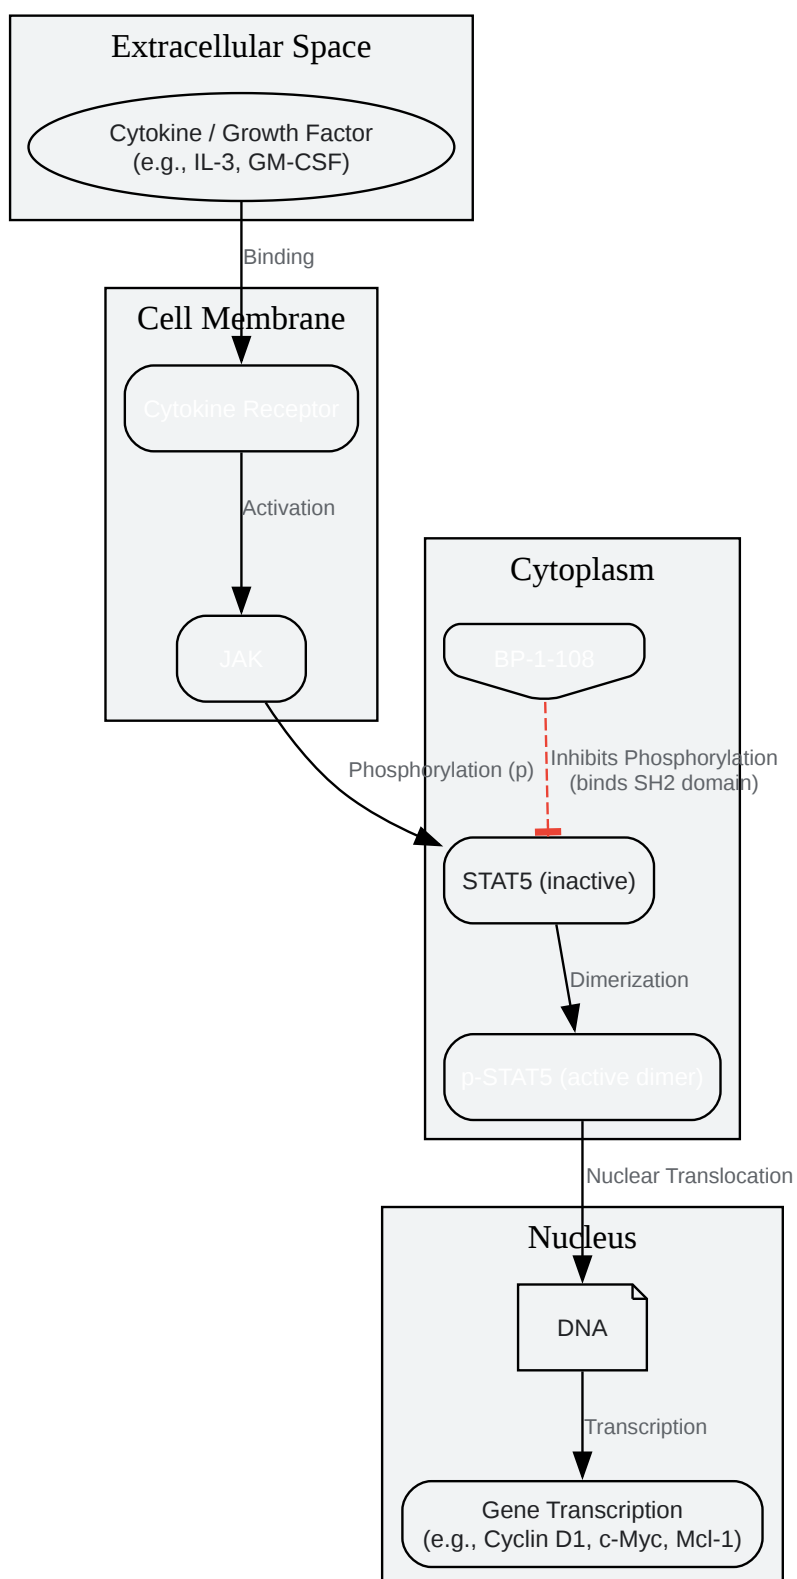 Extracellular Space
Cytokine / Growth Factor
(e.g., IL-3, GM-CSF)
Binding
Cell Membrane
Cytokine Receptor
Activation
JAK
Cytoplasm
BP-1-108
Phosphorylation (p)
Inhibits Phosphorylation
(binds SH2 domain)
STAT5 (inactive)
Dimerization
p-STAT5 (active dimer)
Nuclear Translocation
Nucleus
DNA
Transcription
Gene Transcription
(e.g., Cyclin D1, c-Myc, Mcl-1)